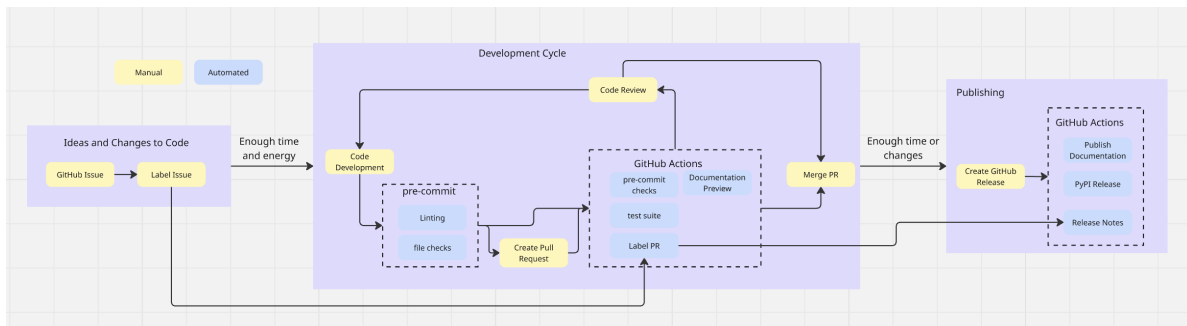 Manual
Automated
Ideas and Changes to Code
GitHub Issue
Label Issue
Enough time
and energy
Development Cycle
Code Review
Code
Development
pre-commit
Linting
file checks
Create Pull
Request
GitHub Actions
pre-commit
checks
Documentation
Preview
test suite
Label PR
Merge PR
Enough time or
changes
Publishing
Create GitHub
Release
GitHub Actions
Publish
Documentation
PyPI Release
Release Notes